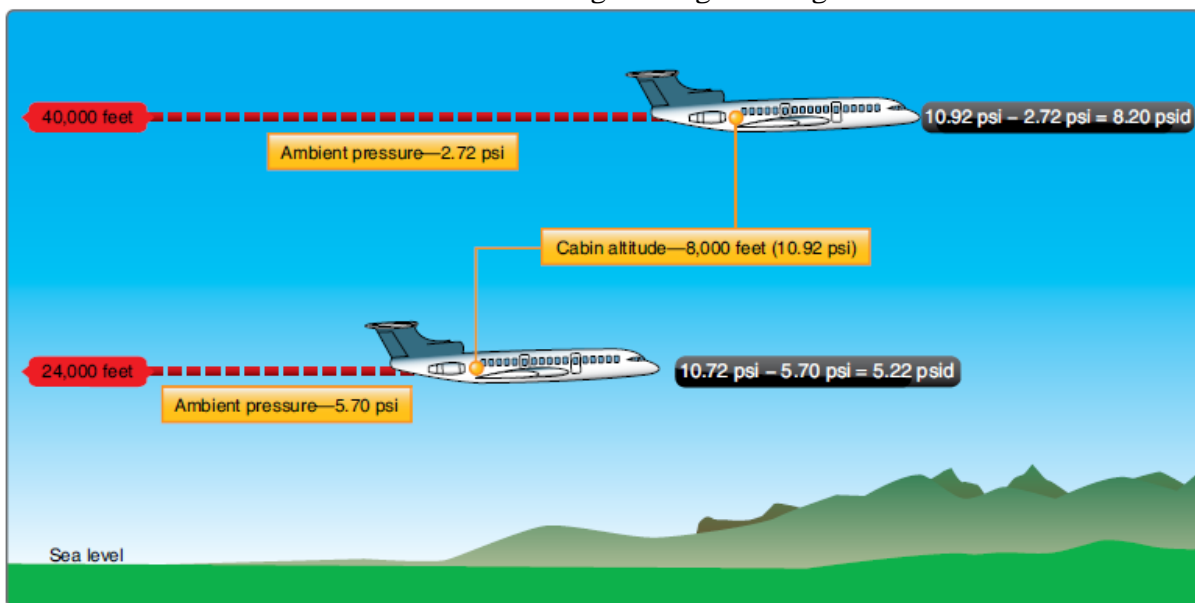 40,000 feet
10.92 psi – 2.72 psi = 8.20 psid
Ambient pressure—2.72 psi
Cabin altitude—8,000 feet (10.92 psi)
24,000 feet
10.72 psi – 5.70 psi = 5.22 psid
Ambient pressure—5.70 psi
Sea level